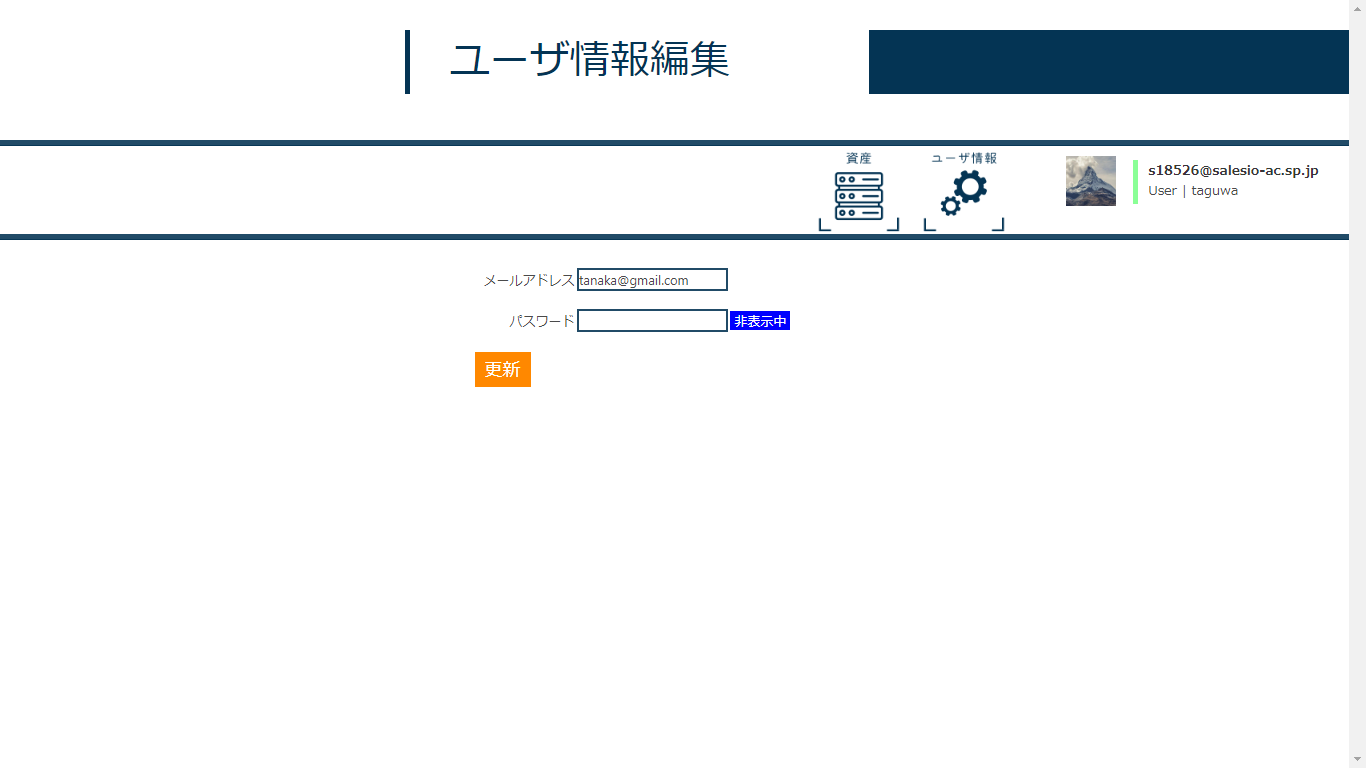 ユーザ情報編集
資産
ユーザ情報
s18526@salesio-ac.sp.jp
User | taguwa
メールアドレス tanaka@gmail.com
パスワード 非表示中
更新